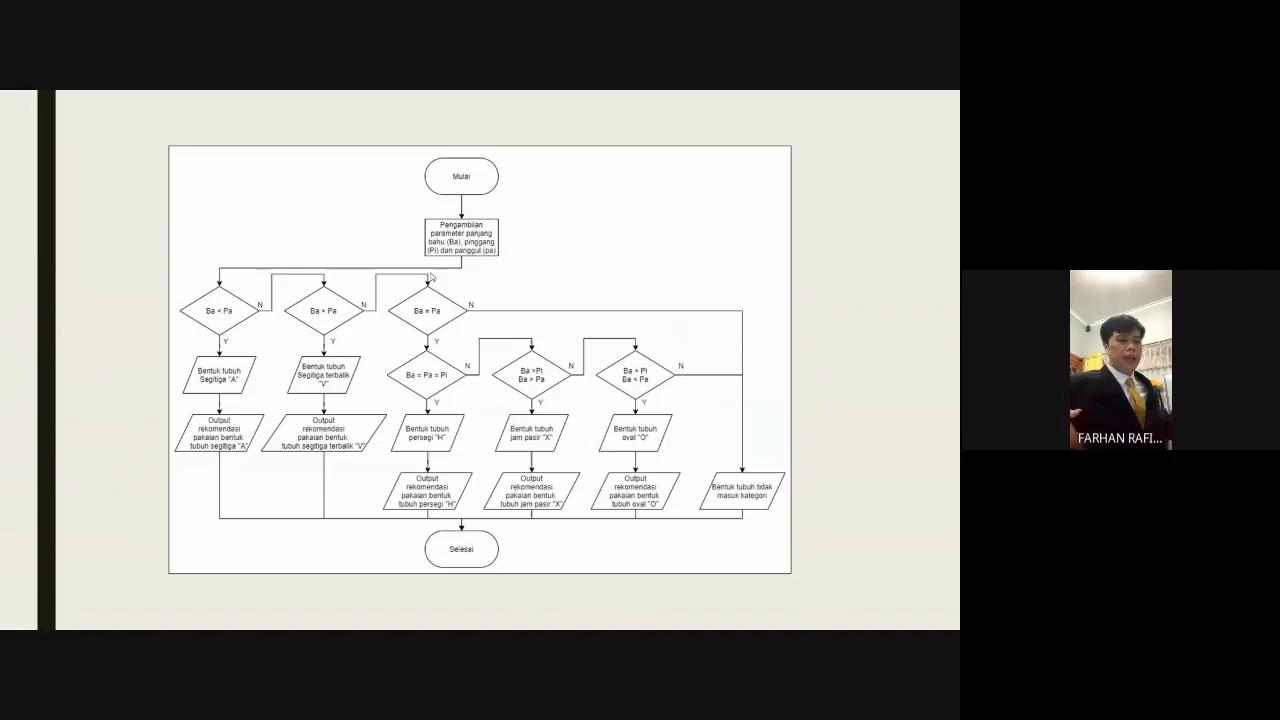 Mulai
Pengambilan
parameter panjang
bahu (Ba), pinggang
(Pi) dan panggul (pa)
Ba < Pa
N
Y
Ba > Pa
N
Y
Ba = Pa
N
Y
Ba = Pa = Pi
N
Y
Ba >Pi
Ba > Pa
N
Y
Ba < Pi
Ba < Pa
N
Y
Bentuk tubuh
Segitiga "A"
Bentuk tubuh
Segitiga terbalik
"V"
Output
rekomendasi
pakaian bentuk
tubuh segitiga "A"
Output
rekomendasi
pakaian bentuk
tubuh segitiga terbalik "V"
Bentuk tubuh
persegi "H"
Bentuk tubuh
jam pasir "X"
Bentuk tubuh
oval "O"
Output
rekomendasi
pakaian bentuk
tubuh persegi "H"
Output
rekomendasi
pakaian bentuk
tubuh jam pasir "X"
Output
rekomendasi
pakaian bentuk
tubuh oval "O"
Bentuk tubuh tidak
masuk kategori
Selesai
FARHAN RAFI...